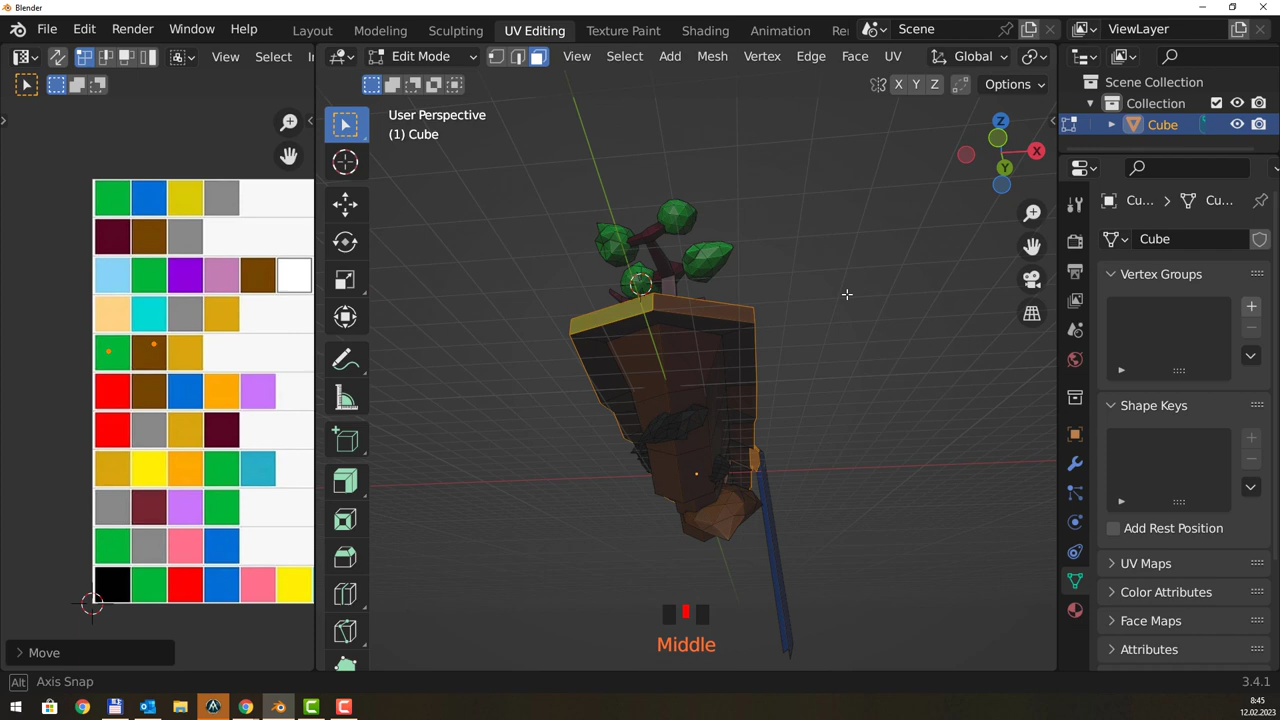 Blender
File Edit Render Window Help Layout Modeling Sculpting UV Editing Texture Paint Shading Animation Re Scene ViewLayer
View Select I Edit Mode View Select Add Mesh Vertex Edge Face UV Global
X Y Z Options
User Perspective
(1) Cube
Z
X
Y
Scene Collection
Collection
Cube
Cu... Cu...
Cube
Vertex Groups
Shape Keys
Add Rest Position
UV Maps
Color Attributes
Face Maps
Attributes
Middle
Move
Alt Axis Snap 3.4.1
8:45
12.02.2023